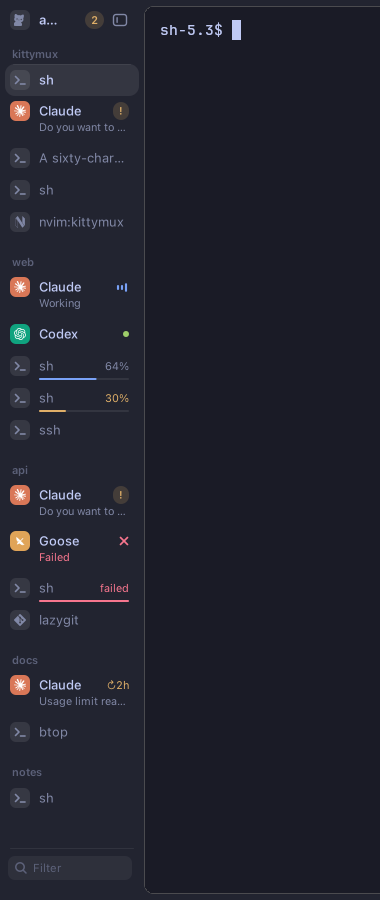 a...
2
kittymux
sh
Claude
!
Do you want to ...
A sixty-char...
sh
nvim:kittymux
web
Claude
Working
Codex
sh
64%
sh
30%
ssh
api
Claude
!
Do you want to ...
Goose
Failed
sh
failed
lazygit
docs
Claude
↻2h
Usage limit rea...
btop
notes
sh
Filter
sh-5.3$